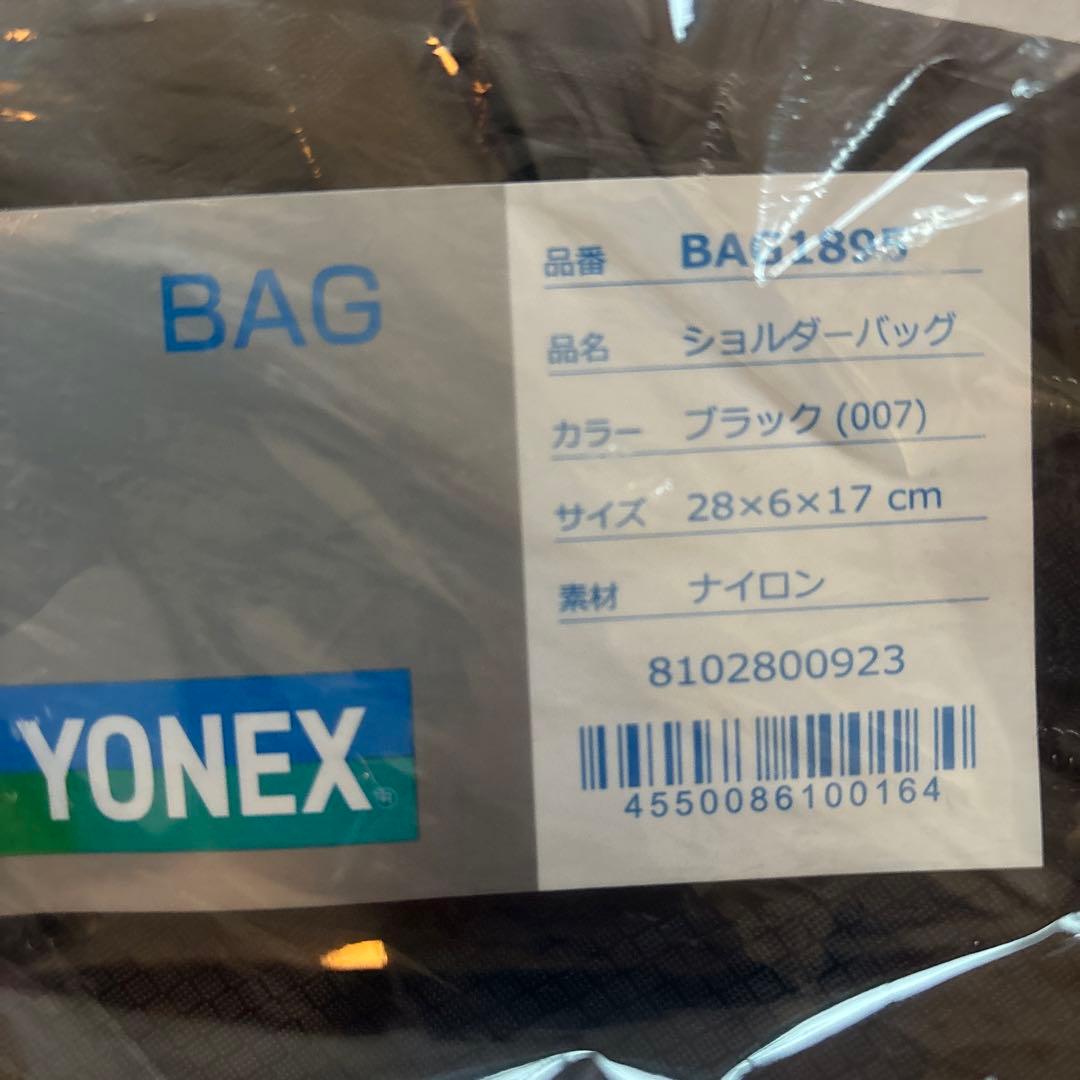 BAG
YONEX
品番 BAG1895
品名 ショルダーバッグ
カラー ブラック (007)
サイズ 28×6×17 cm
素材 ナイロン
8102800923
4550086100164